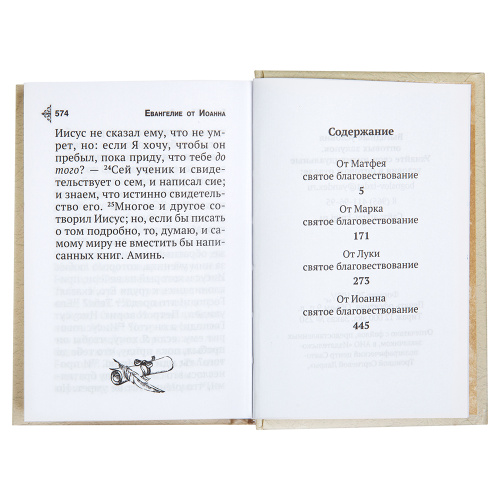 574 Евангелие от Иоанна
Иисус не сказал ему, что не ум-
рет, но: если Я хочу, чтобы он
пребыл, пока приду, что тебе до
того? — ²⁴Сей ученик и свиде-
тельствует о сем, и написал сие; и
знаем, что истинно свидетель-
ство его. ²⁵Многое и другое со-
творил Иисус; но, если бы писать
о том подробно, то, думаю, и са-
мому миру не вместить бы напи-
санных книг. Аминь.
Содержание
От Матфея
святое благовествование
5
От Марка
святое благовествование
171
От Луки
святое благовествование
273
От Иоанна
святое благовествование
445